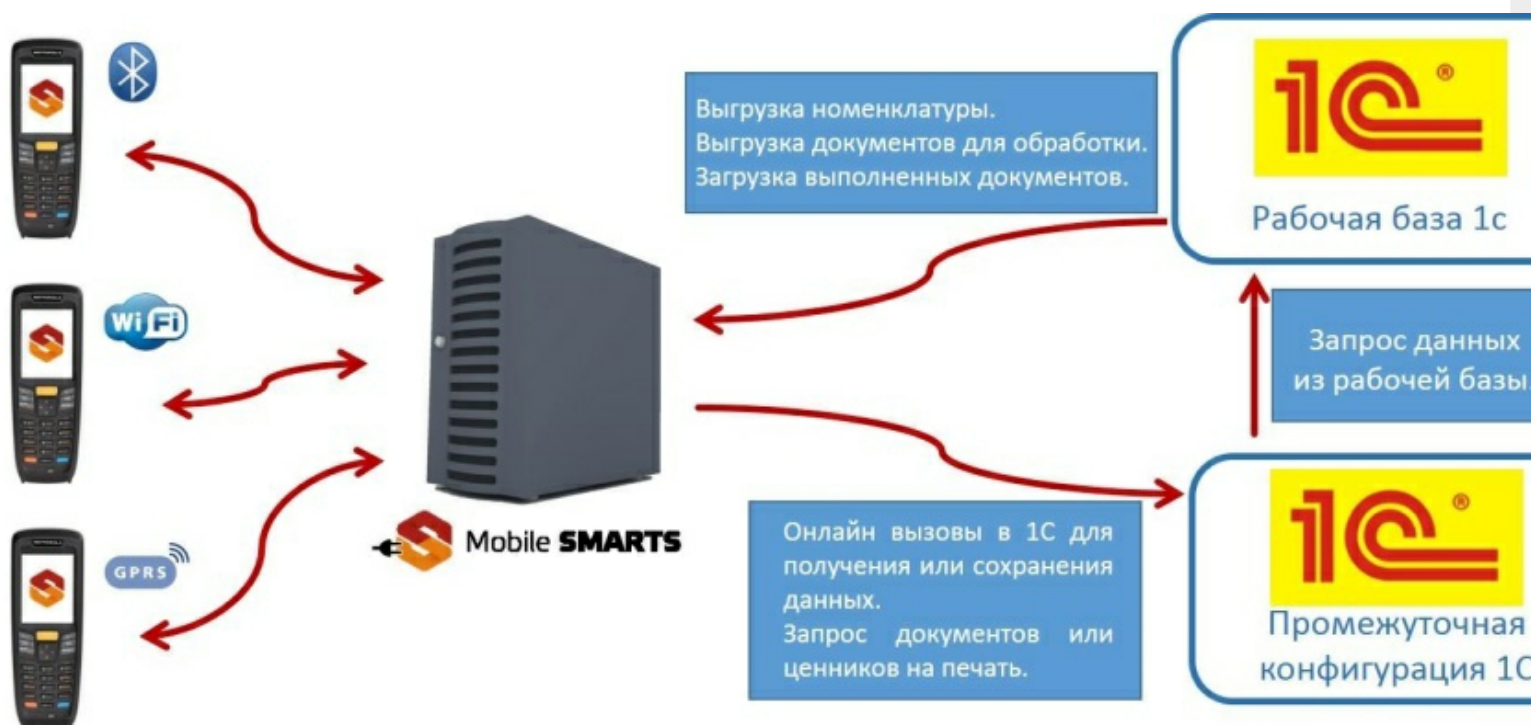 Выгрузка номенклатуры.
Выгрузка документов для обработки.
Загрузка выполненных документов.
1С®
Рабочая база 1с
WiFi
Запрос данных
из рабочей базы.
GPRS
Mobile SMARTS
Онлайн вызовы в 1С для
получения или сохранения
данных.
Запрос документов или
ценников на печать.
1С®
Промежуточная
конфигурация 1С